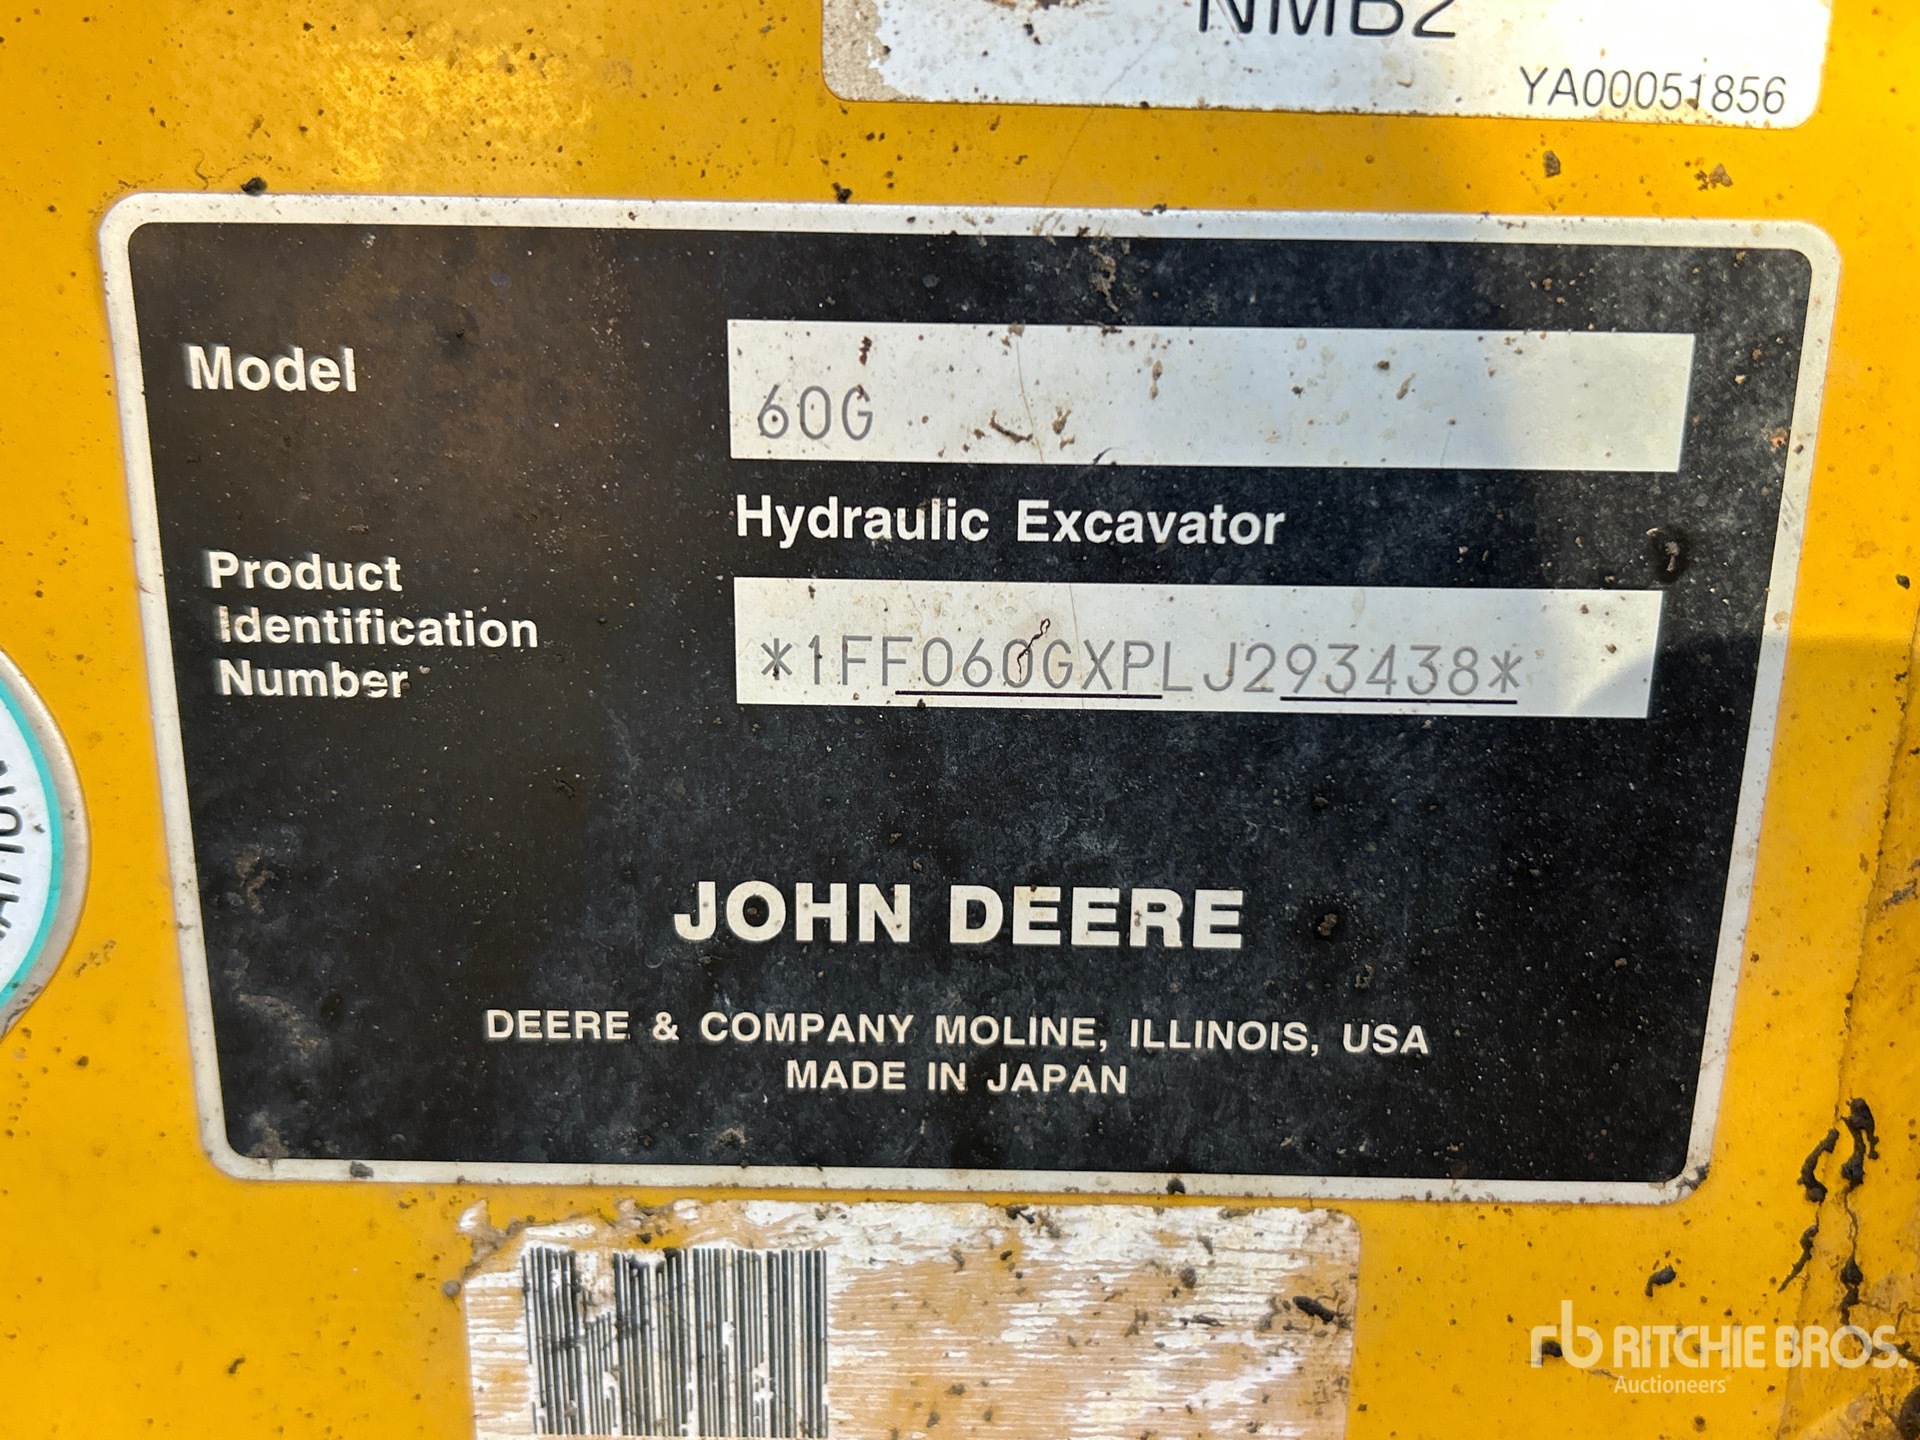 NMB2
YA00051856
Model
60G
Hydraulic Excavator
Product
Identification
Number
*1FF060GXPLJ293438*
JOHN DEERE
DEERE & COMPANY MOLINE, ILLINOIS, USA
MADE IN JAPAN
rb RITCHIE BROS.
Auctioneers